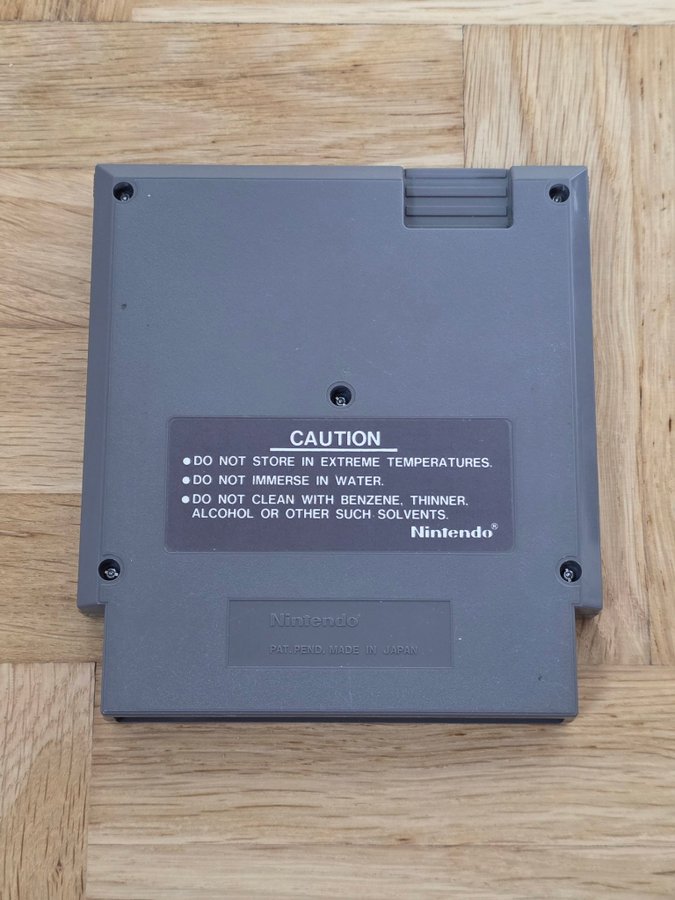 CAUTION
● DO NOT STORE IN EXTREME TEMPERATURES.
● DO NOT IMMERSE IN WATER.
● DO NOT CLEAN WITH BENZENE, THINNER,
ALCOHOL OR OTHER SUCH SOLVENTS.
Nintendo®
Nintendo®
PAT. PEND. MADE IN JAPAN